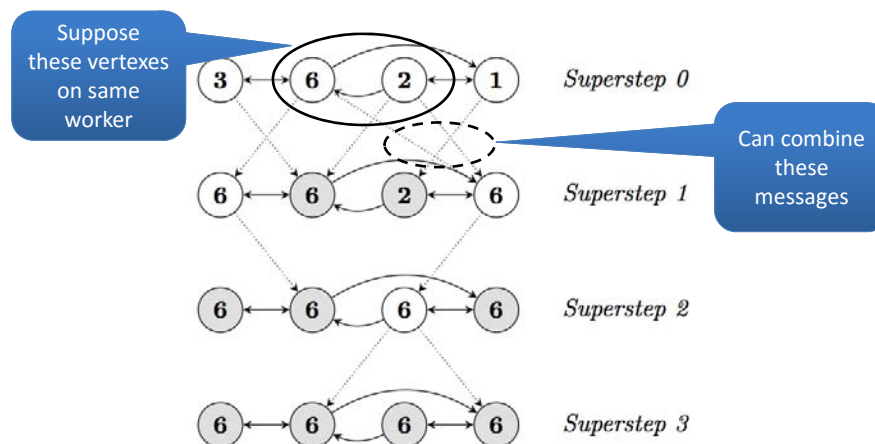 Suppose
these vertexes
on same
worker
3 6 2 1 Superstep 0
Can combine
these
messages
6 6 2 6 Superstep 1
6 6 6 6 Superstep 2
6 6 6 6 Superstep 3